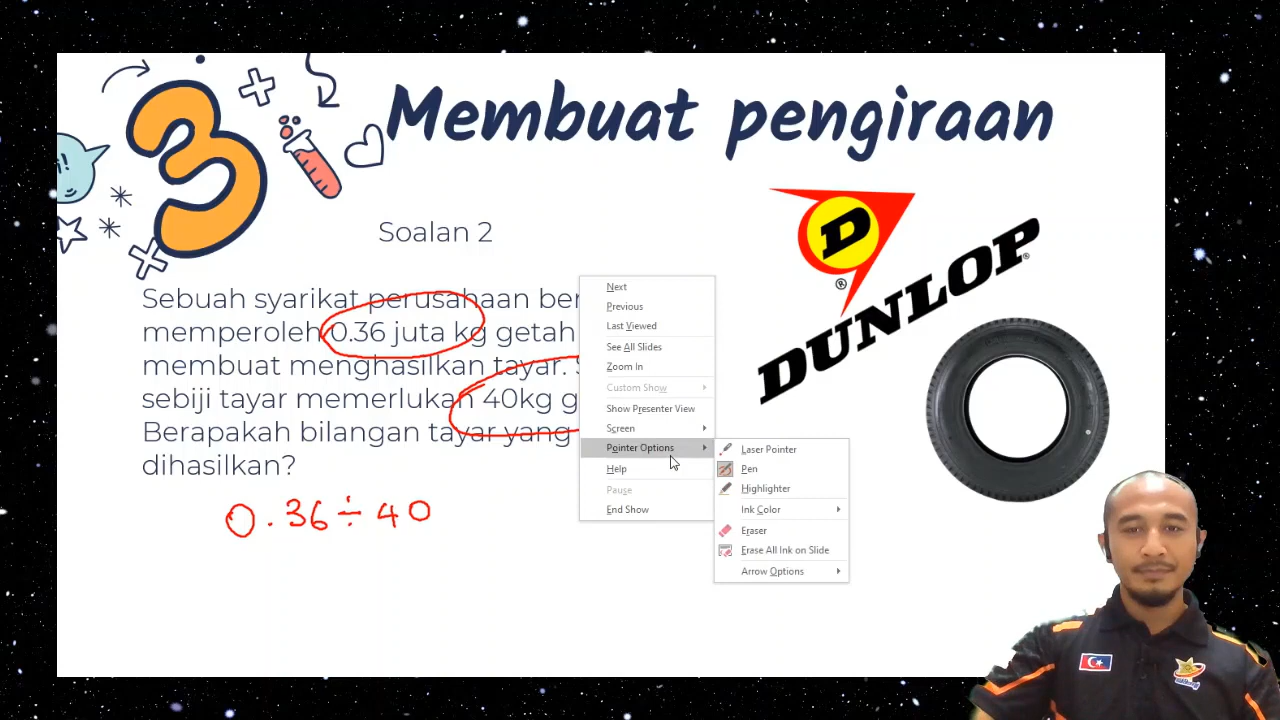 3
Membuat pengiraan
Soalan 2
Sebuah syarikat perusahaan
memperoleh 0.36 juta kg getah
membuat menghasilkan tayar.
sebiji tayar memerlukan 40kg
Berapakah bilangan tayar yang
dihasilkan?
0.36 ÷ 40
D
®
DUNLOP
®
Next
Previous
Last Viewed
See All Slides
Zoom In
Custom Show
Show Presenter View
Screen
Pointer Options
Help
Pause
End Show
Laser Pointer
Pen
Highlighter
Ink Color
Eraser
Erase All Ink on Slide
Arrow Options